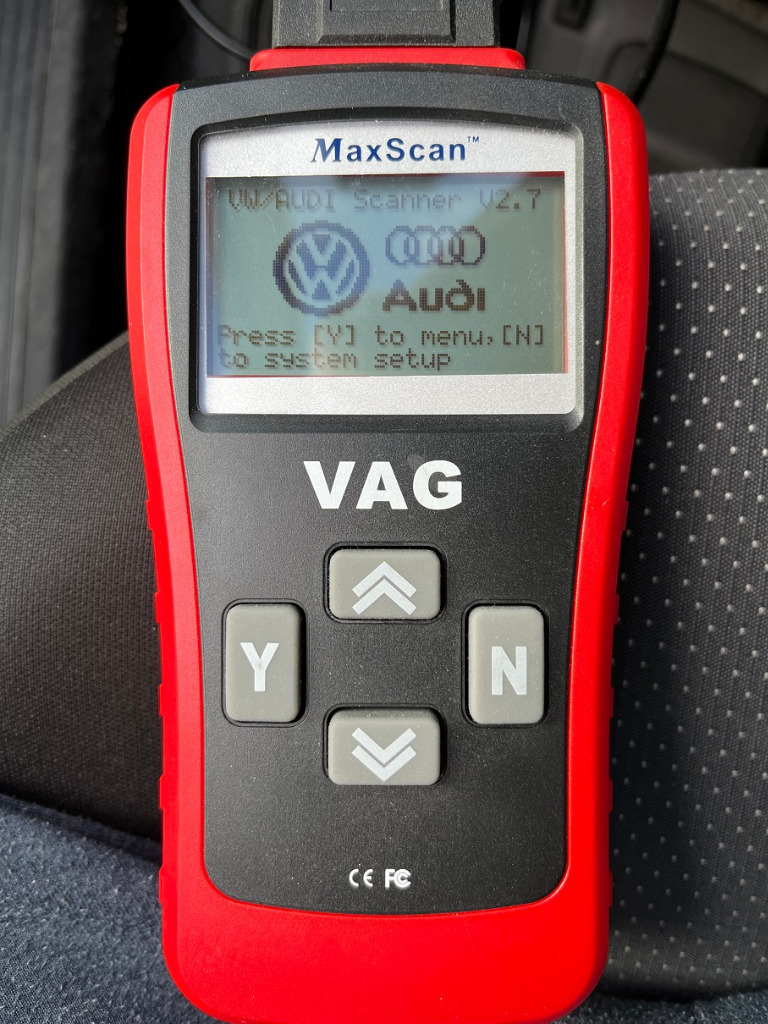 MaxScan™
VW/AUDI Scanner V2.7
Audi
Press [Y] to menu,[N]
to system setup
VAG
Y
N
CE FC